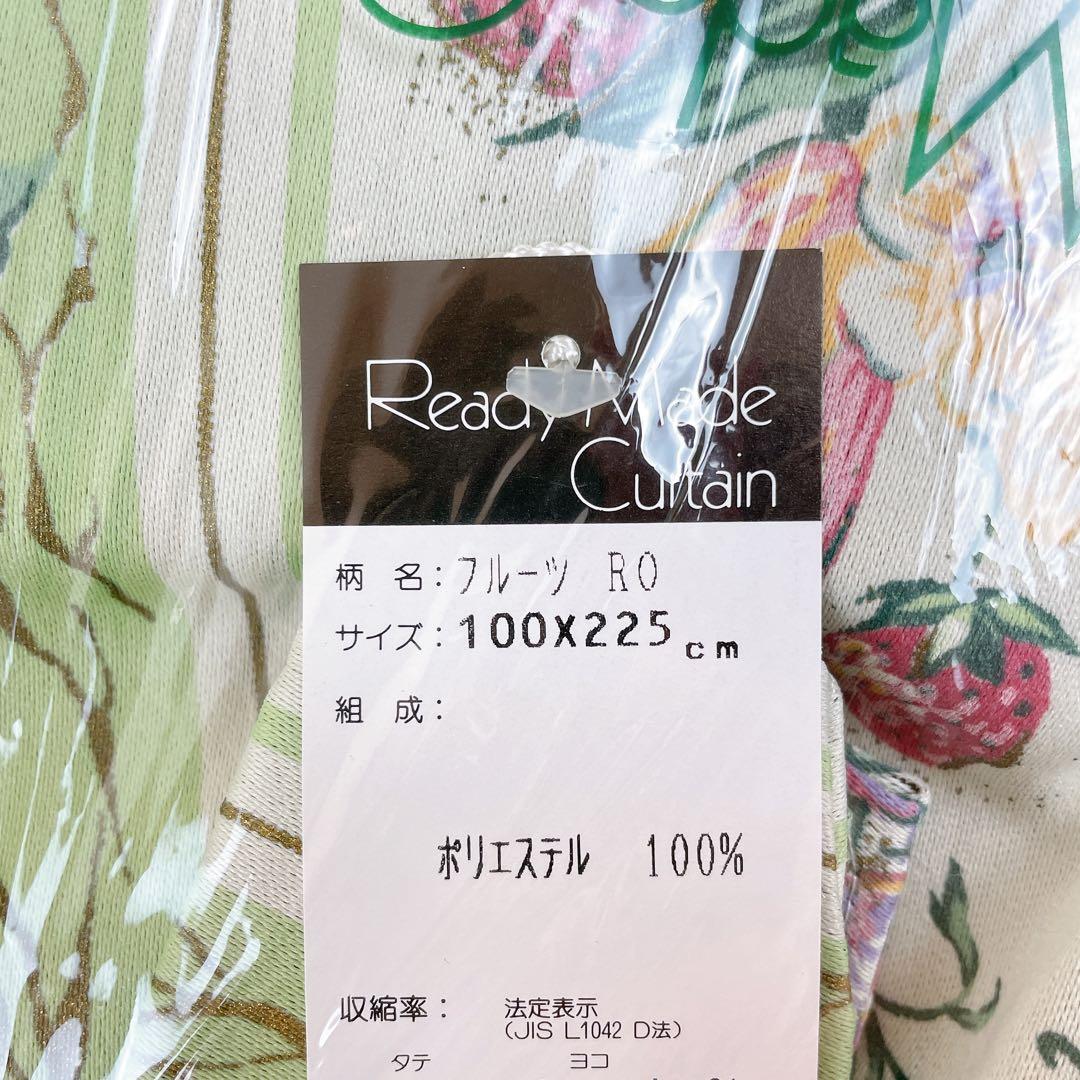 Ready Made
Curtain
柄 名：フルーツ RO
サイズ：100X225cm
組 成：
ポリエステル 100%
収縮率： 法定表示
(JIS L1042 D法)
タテ ヨコ